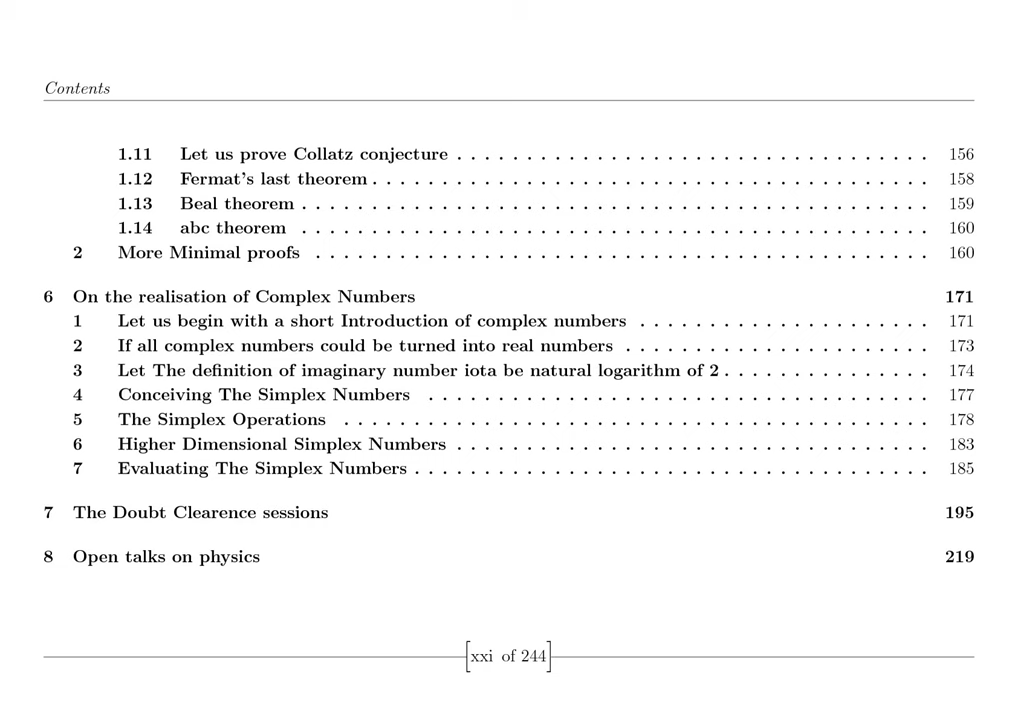 Contents
1.11 Let us prove Collatz conjecture . . . . . . . . . . . . . . . . . . . . . . . . . . . . . . . . . . 156
1.12 Fermat's last theorem . . . . . . . . . . . . . . . . . . . . . . . . . . . . . . . . . . . . . . . . 158
1.13 Beal theorem . . . . . . . . . . . . . . . . . . . . . . . . . . . . . . . . . . . . . . . . . . . . . 159
1.14 abc theorem . . . . . . . . . . . . . . . . . . . . . . . . . . . . . . . . . . . . . . . . . . . . . 160
2 More Minimal proofs . . . . . . . . . . . . . . . . . . . . . . . . . . . . . . . . . . . . . . . . . . . . 160
6 On the realisation of Complex Numbers 171
1 Let us begin with a short Introduction of complex numbers . . . . . . . . . . . . . . . . . . . . . 171
2 If all complex numbers could be turned into real numbers . . . . . . . . . . . . . . . . . . . . . . 173
3 Let The definition of imaginary number iota be natural logarithm of 2 . . . . . . . . . . . . . . . 174
4 Conceiving The Simplex Numbers . . . . . . . . . . . . . . . . . . . . . . . . . . . . . . . . . . . . 177
5 The Simplex Operations . . . . . . . . . . . . . . . . . . . . . . . . . . . . . . . . . . . . . . . . . . 178
6 Higher Dimensional Simplex Numbers . . . . . . . . . . . . . . . . . . . . . . . . . . . . . . . . . . 183
7 Evaluating The Simplex Numbers . . . . . . . . . . . . . . . . . . . . . . . . . . . . . . . . . . . . . 185
7 The Doubt Clearence sessions 195
8 Open talks on physics 219
[xxi of 244]